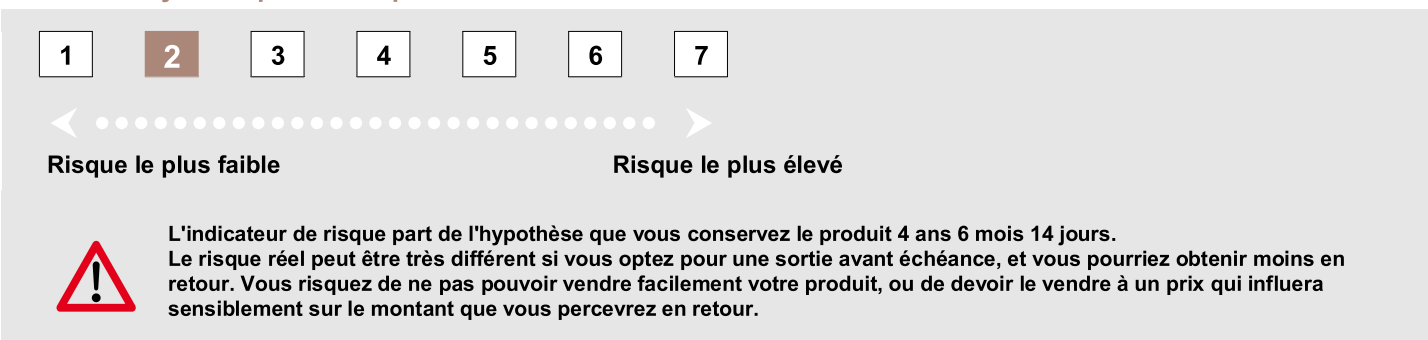 1 2 3 4 5 6 7
Risque le plus faible Risque le plus élevé
L'indicateur de risque part de l'hypothèse que vous conservez le produit 4 ans 6 mois 14 jours.
Le risque réel peut être très différent si vous optez pour une sortie avant échéance, et vous pourriez obtenir moins en
retour. Vous risquez de ne pas pouvoir vendre facilement votre produit, ou de devoir le vendre à un prix qui influera
sensiblement sur le montant que vous percevrez en retour.